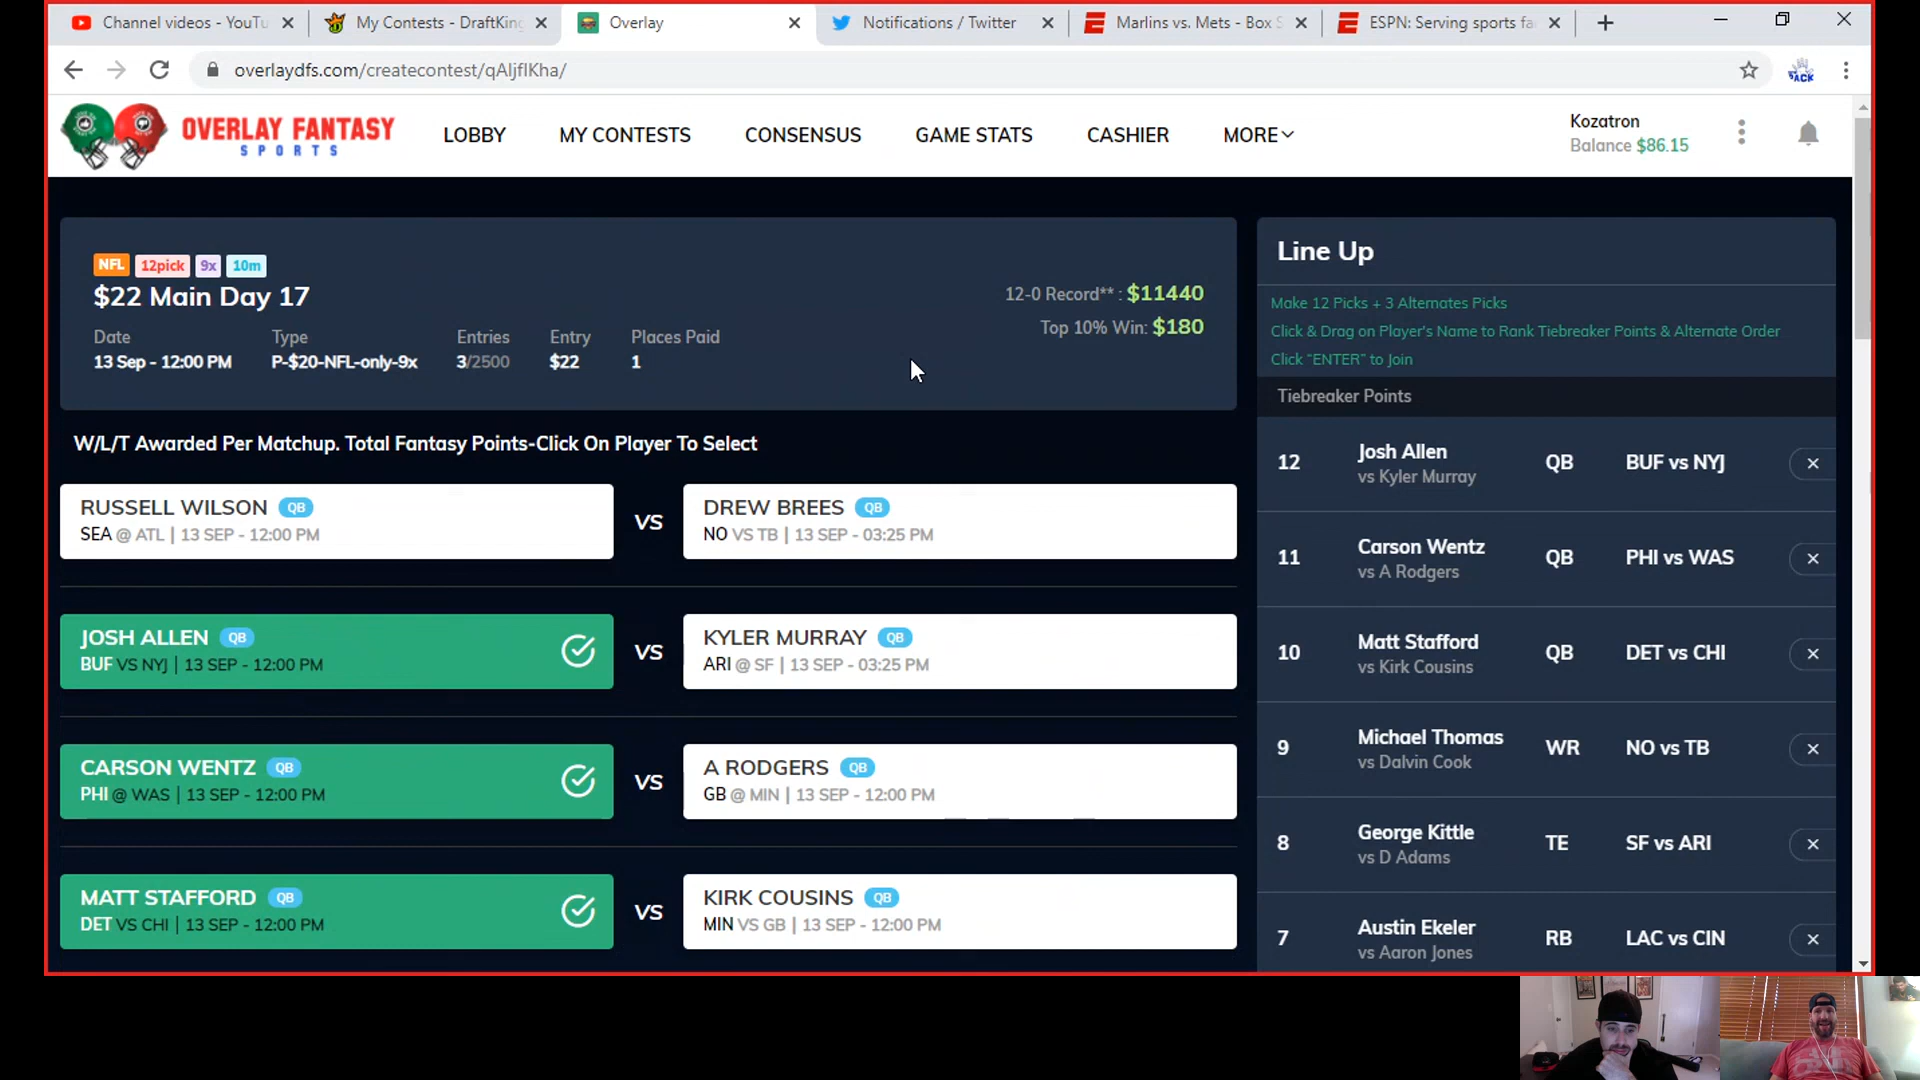 Channel videos - YouTu
My Contests - DraftKing
Overlay
Notifications / Twitter
Marlins vs. Mets - Box S
ESPN: Serving sports fa
overlaydfs.com/createcontest/qAljflKha/
OVERLAY FANTASY
SPORTS
LOBBY
MY CONTESTS
CONSENSUS
GAME STATS
CASHIER
MORE
Kozatron
Balance $86.15
NFL 12pick 9x 10m
$22 Main Day 17
12-0 Record** : $11440
Top 10% Win: $180
Date Type Entries Entry Places Paid
13 Sep - 12:00 PM P-$20-NFL-only-9x 3/2500 $22 1
W/L/T Awarded Per Matchup. Total Fantasy Points-Click On Player To Select
RUSSELL WILSON QB
SEA @ ATL | 13 SEP - 12:00 PM
VS
DREW BREES QB
NO VS TB | 13 SEP - 03:25 PM
JOSH ALLEN QB
BUF VS NYJ | 13 SEP - 12:00 PM
VS
KYLER MURRAY QB
ARI @ SF | 13 SEP - 03:25 PM
CARSON WENTZ QB
PHI @ WAS | 13 SEP - 12:00 PM
VS
A RODGERS QB
GB @ MIN | 13 SEP - 12:00 PM
MATT STAFFORD QB
DET VS CHI | 13 SEP - 12:00 PM
VS
KIRK COUSINS QB
MIN VS GB | 13 SEP - 12:00 PM
Line Up
Make 12 Picks + 3 Alternates Picks
Click & Drag on Player's Name to Rank Tiebreaker Points & Alternate Order
Click "ENTER" to Join
Tiebreaker Points
12 Josh Allen QB BUF vs NYJ
vs Kyler Murray
11 Carson Wentz QB PHI vs WAS
vs A Rodgers
10 Matt Stafford QB DET vs CHI
vs Kirk Cousins
9 Michael Thomas WR NO vs TB
vs Dalvin Cook
8 George Kittle TE SF vs ARI
vs D Adams
7 Austin Ekeler RB LAC vs CIN
vs Aaron Jones